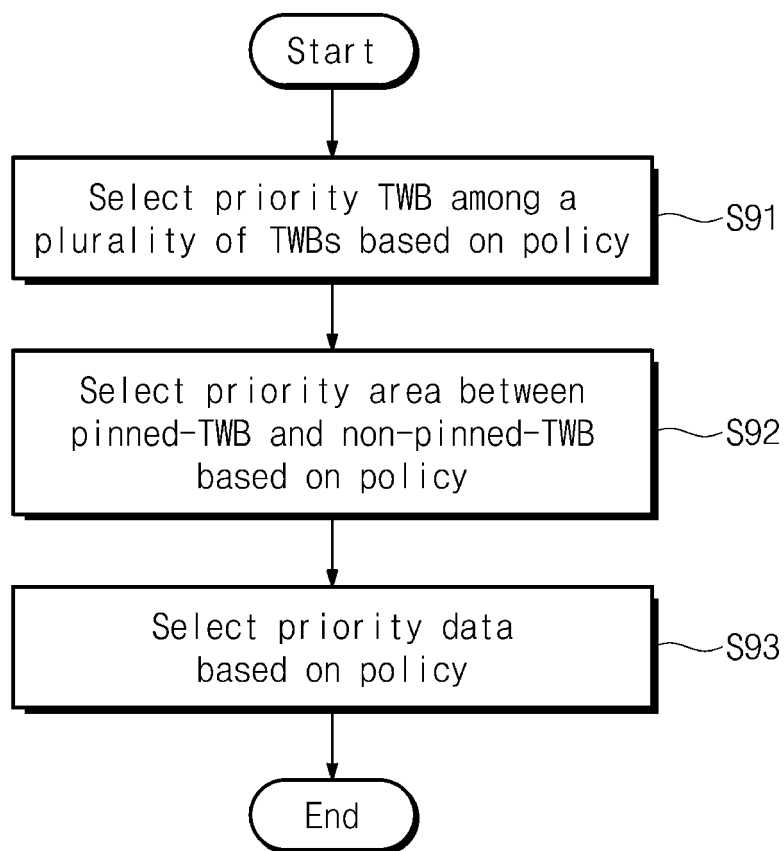 Start
Select priority TWB among a
plurality of TWBs based on policy
S91
Select priority area between
pinned-TWB and non-pinned-TWB
based on policy
S92
Select priority data
based on policy
S93
End